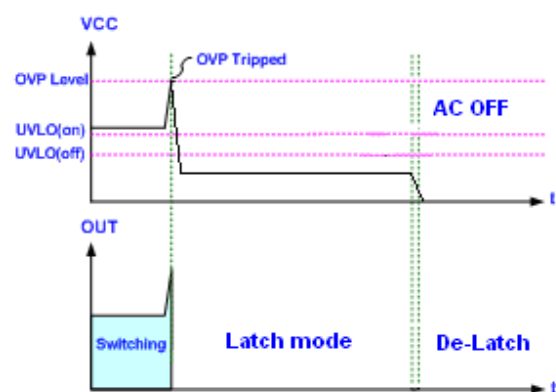 VCC
OVP Tripped
OVP Level
AC OFF
UVLO(on)
UVLO(off)
t
OUT
Switching
Latch mode
De-Latch
t